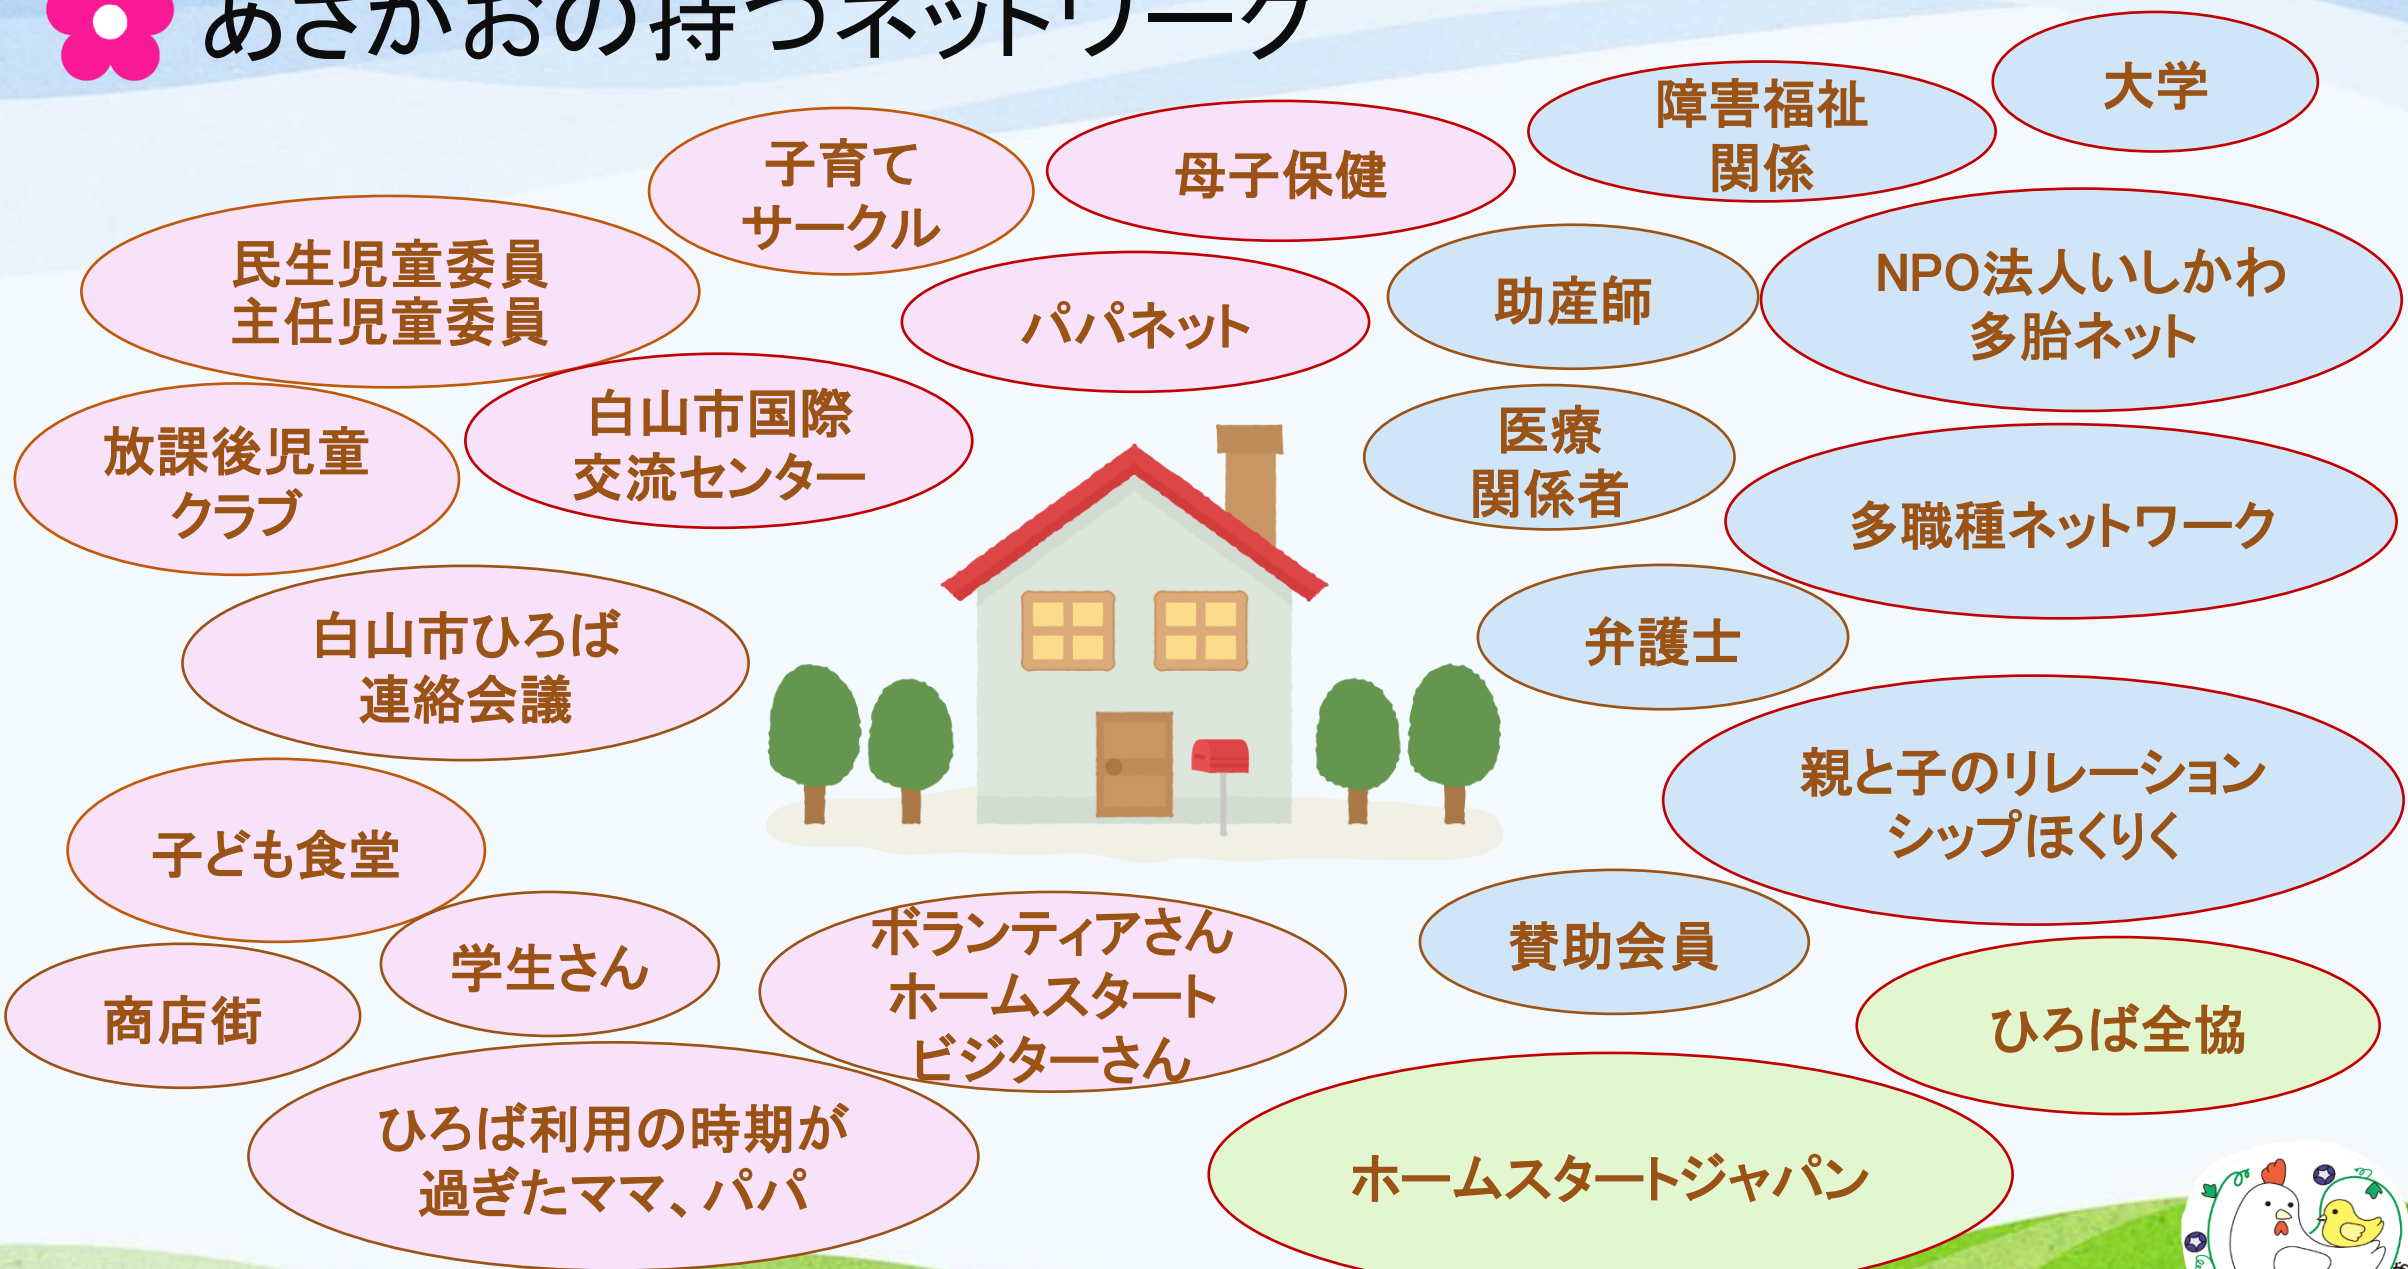 あさがおの持つネットワーク
大学
障害福祉
関係
子育て
サークル
母子保健
民生児童委員
主任児童委員
パパネット
助産師
NPO法人いしかわ
多胎ネット
放課後児童
クラブ
白山市国際
交流センター
医療
関係者
多職種ネットワーク
白山市ひろば
連絡会議
弁護士
親と子のリレーション
シップほくりく
子ども食堂
学生さん
ボランティアさん
ホームスタート
ビジターさん
賛助会員
商店街
ひろば全協
ひろば利用の時期が
過ぎたママ、パパ
ホームスタートジャパン